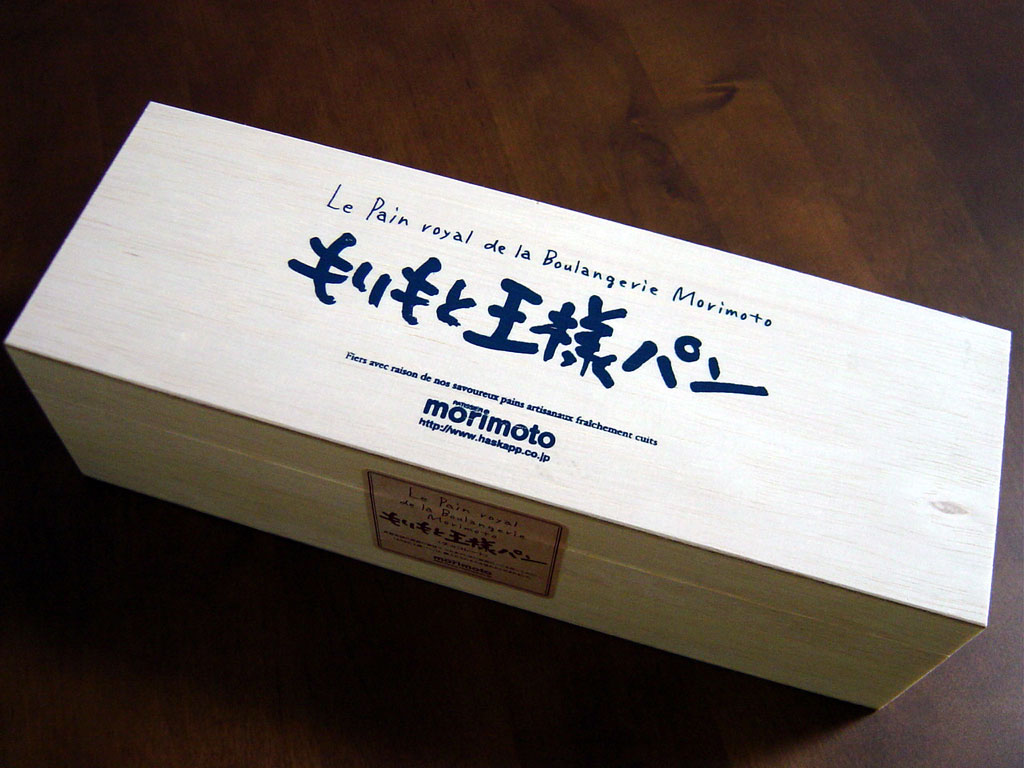 Le Pain royal de la Boulangerie Morimoto
もりもと王様パン
Fiers avec raison de nos savoureux pains artisanaux fraîchement cuits
morimoto
http://www.haskapp.co.jp
Le Pain royal
de la Boulangerie
Morimoto
もりもと王様パン
morimoto